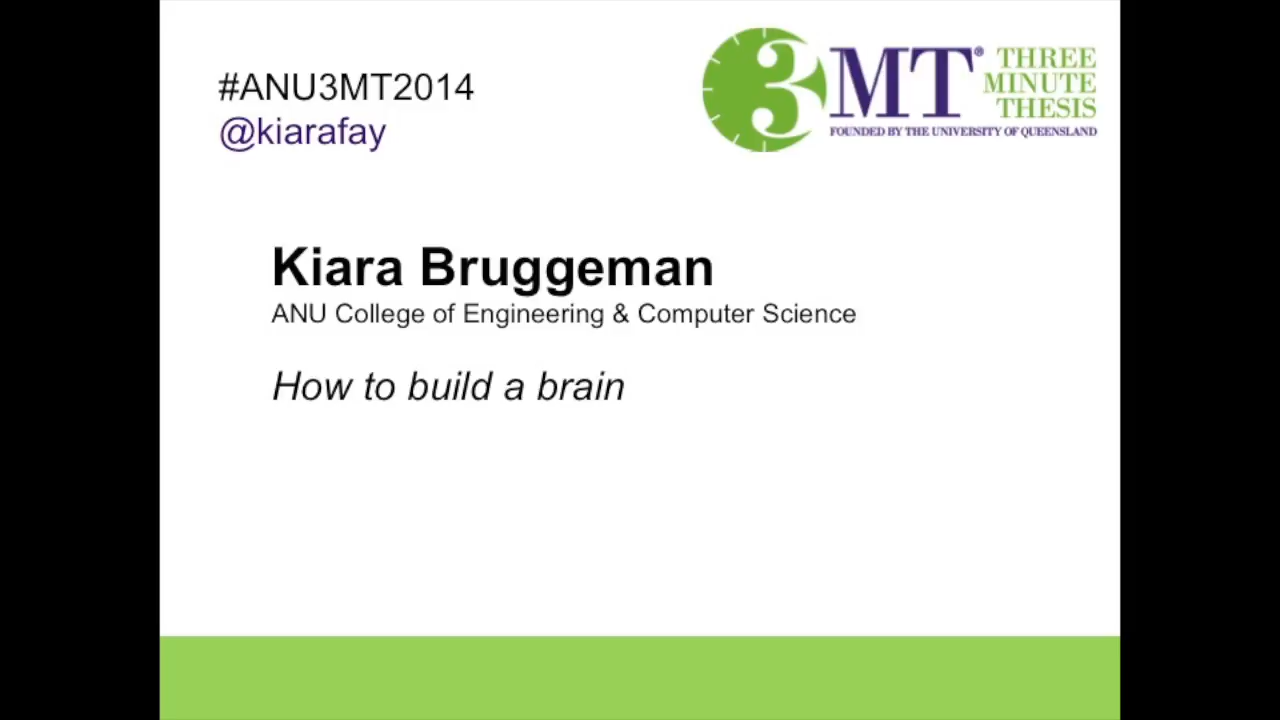 #ANU3MT2014
@kiarafay
3MT® THREE
MINUTE
THESIS
FOUNDED BY THE UNIVERSITY OF QUEENSLAND
Kiara Bruggeman
ANU College of Engineering & Computer Science
How to build a brain